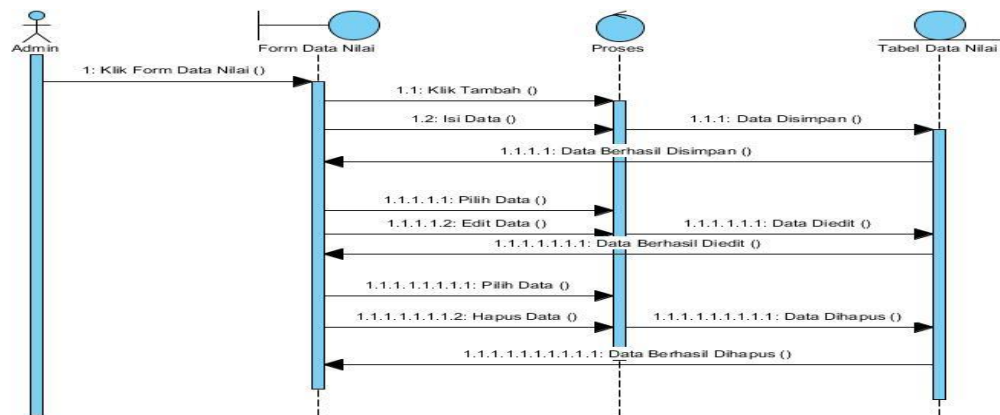 Admin
Form Data Nilai
Proses
Tabel Data Nilai
1: Klik Form Data Nilai ()
1.1: Klik Tambah ()
1.2: Isi Data ()
1.1.1: Data Disimpan ()
1.1.1.1: Data Berhasil Disimpan ()
1.1.1.1.1: Pilih Data ()
1.1.1.1.2: Edit Data ()
1.1.1.1.1.1: Data Diedit ()
1.1.1.1.1.1.1: Data Berhasil Diedit ()
1.1.1.1.1.1.1.1: Pilih Data ()
1.1.1.1.1.1.1.2: Hapus Data ()
1.1.1.1.1.1.1.1.1: Data Dihapus ()
1.1.1.1.1.1.1.1.1.1: Data Berhasil Dihapus ()